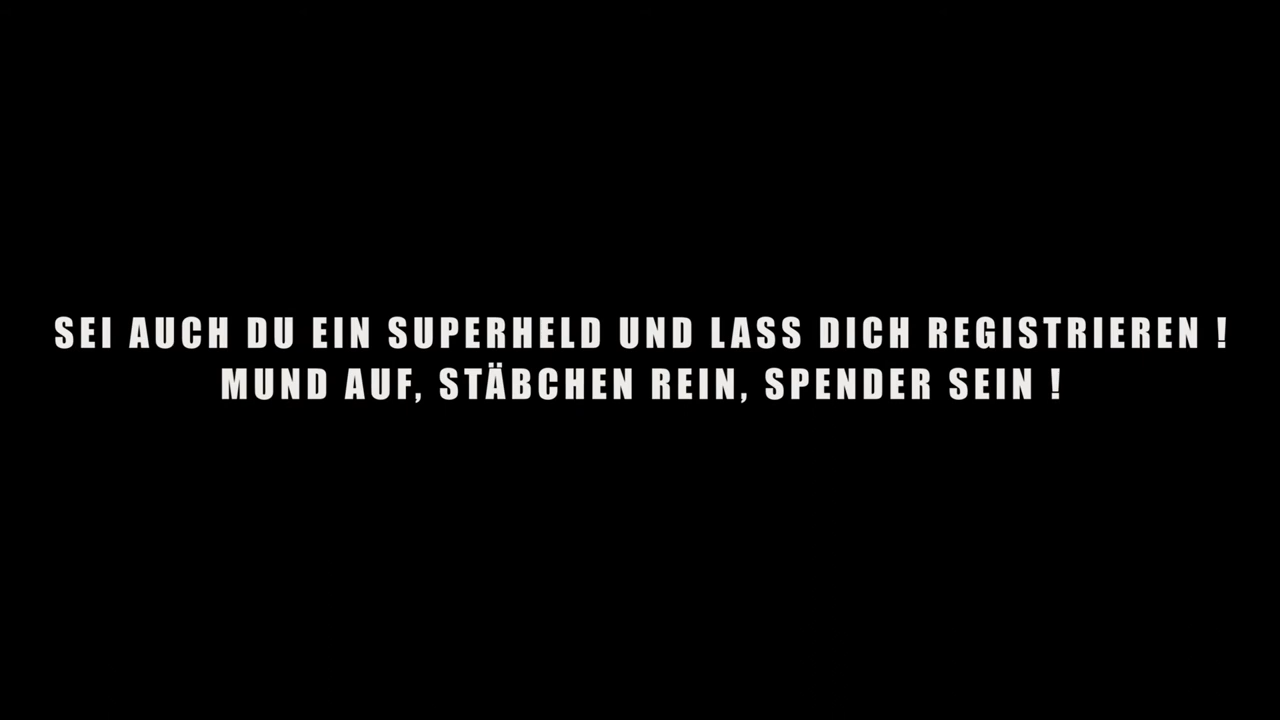 SEI AUCH DU EIN SUPERHELD UND LASS DICH REGISTRIEREN !
MUND AUF, STÄBCHEN REIN, SPENDER SEIN !